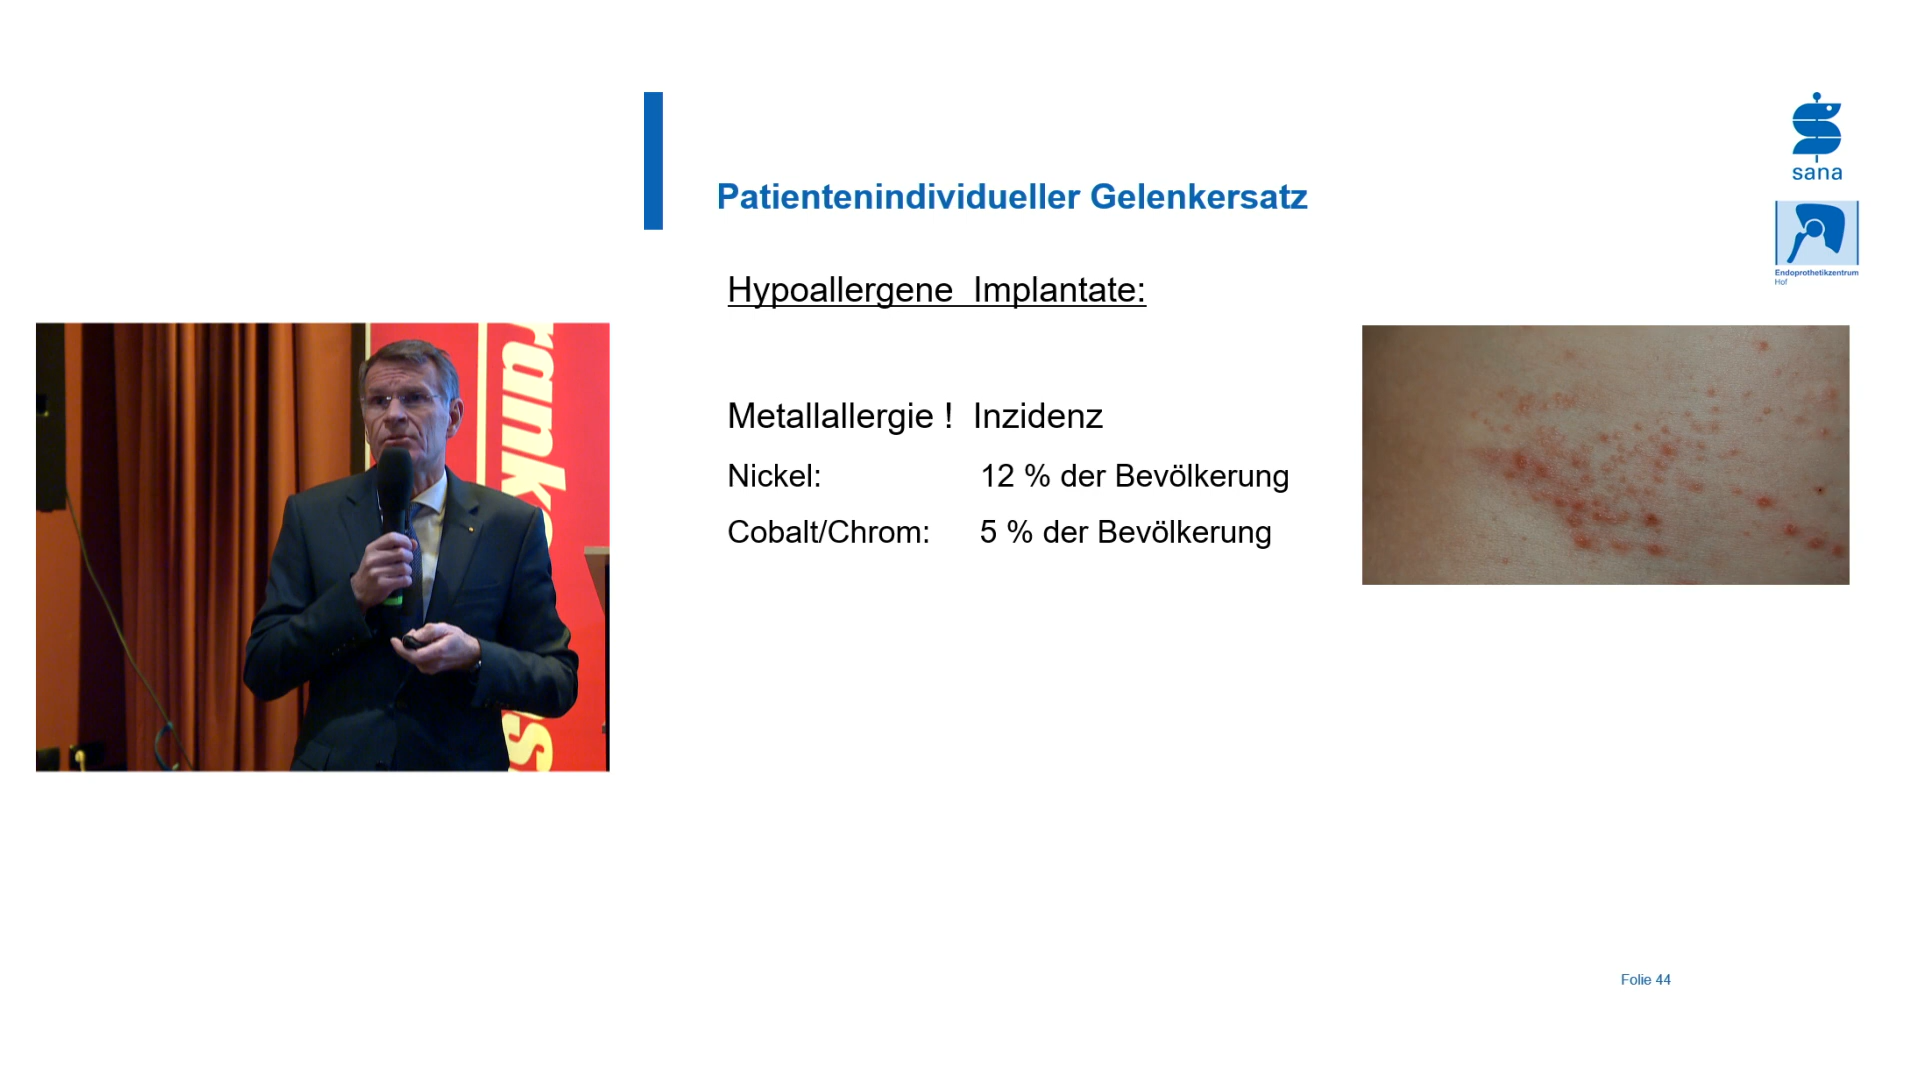 Patientenindividueller Gelenkersatz
Hypoallergene Implantate:
Metallallergie ! Inzidenz
Nickel: 12 % der Bevölkerung
Cobalt/Chrom: 5 % der Bevölkerung
sana
Endoprothetikzentrum
Hof
Folie 44